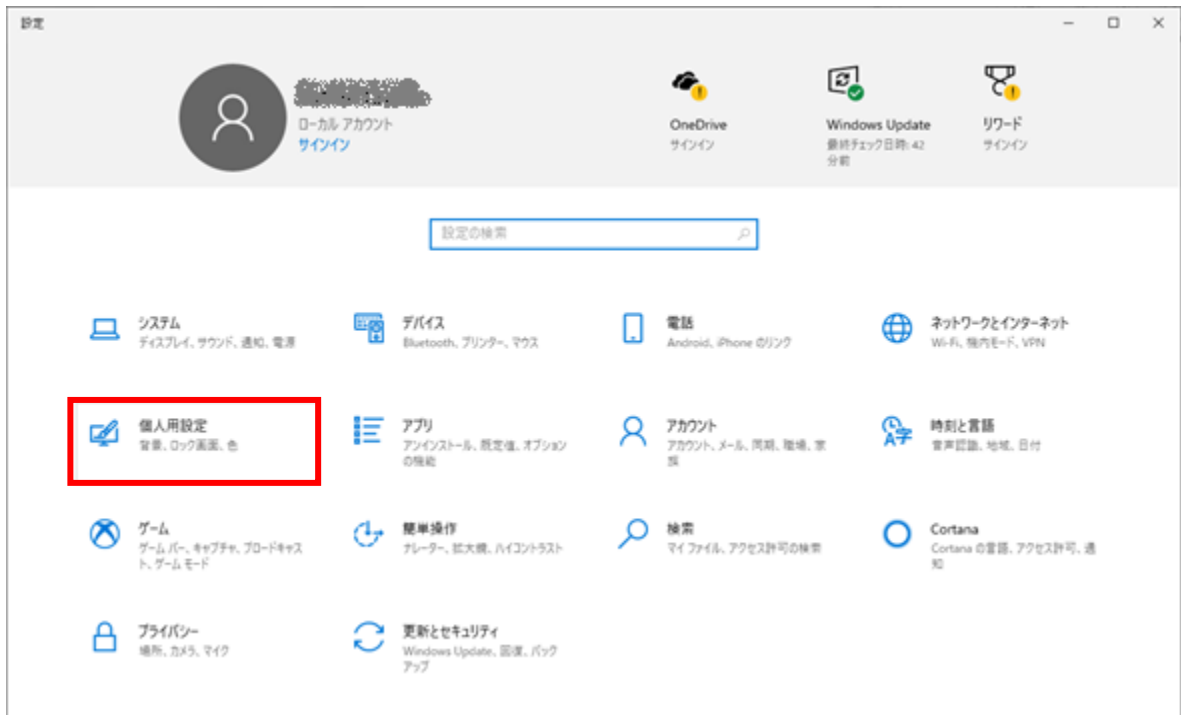 設定
ローカル アカウント
サインイン
OneDrive
サインイン
Windows Update
最終チェック日時: 42
分前
リワード
サインイン
設定の検索
システム
ディスプレイ、サウンド、通知、電源
デバイス
Bluetooth、プリンター、マウス
電話
Android、iPhone のリンク
ネットワークとインターネット
Wi-Fi、機内モード、VPN
個人用設定
背景、ロック画面、色
アプリ
アンインストール、既定値、オプション
の機能
アカウント
アカウント、メール、同期、職場、家
族
時刻と言語
音声認識、地域、日付
ゲーム
ゲーム バー、キャプチャ、ブロードキャス
ト、ゲーム モード
簡単操作
ナレーター、拡大鏡、ハイコントラスト
検索
マイ ファイル、アクセス許可の検索
Cortana
Cortana の言語、アクセス許可、通
知
プライバシー
場所、カメラ、マイク
更新とセキュリティ
Windows Update、回復、バック
アップ